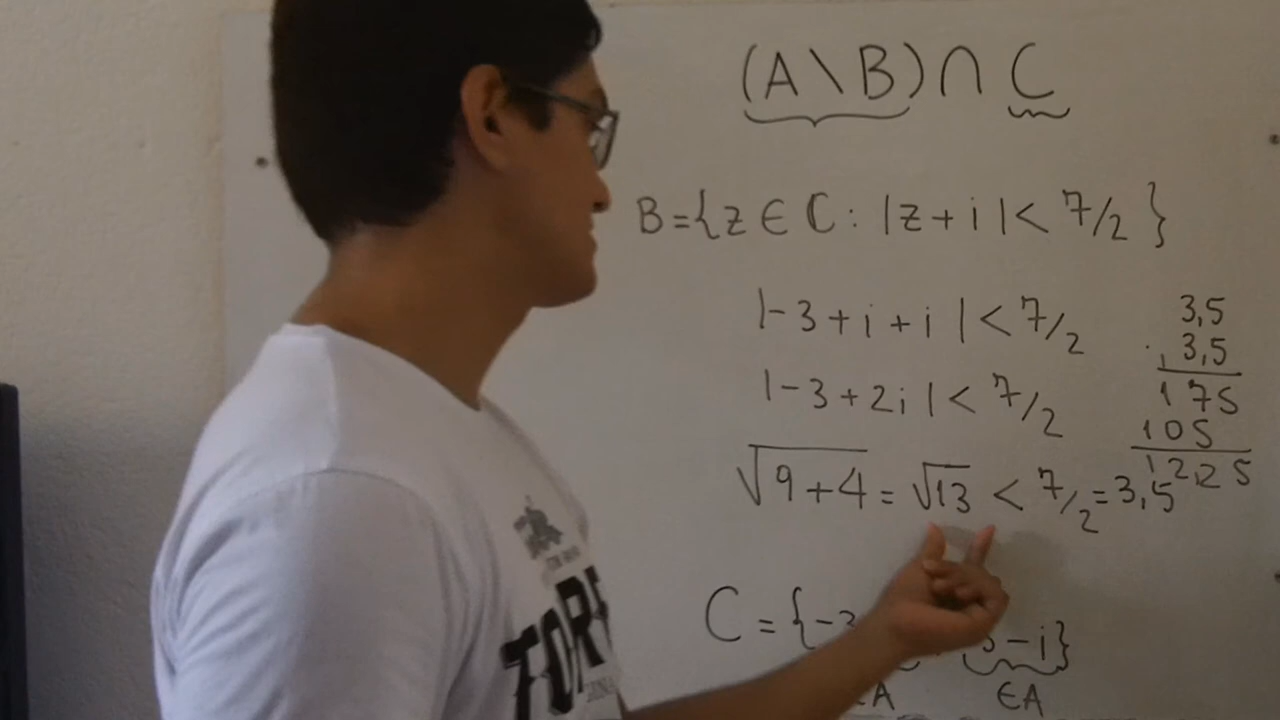 (A \ B) ∩ C
B = {z ∈ ℂ : |z + i| < 7/2}
|-3 + i + i| < 7/2
|-3 + 2i| < 7/2
√9+4 = √13 < 7/2 = 3,5
3,5
. 3,5
175
105
12,25
C = {-3
- i}
∈A
TORR